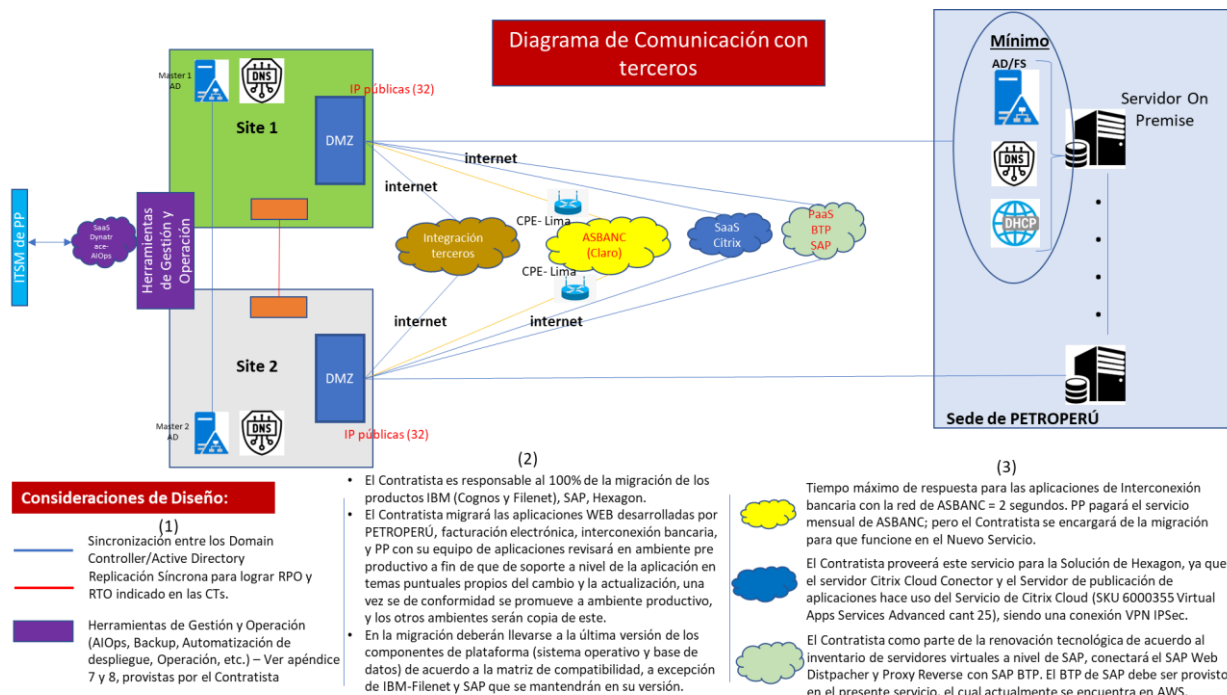 Diagrama de Comunicación con
terceros
Master 1
AD
DNS
IP públicas (32)
Site 1
DMZ
Mínimo
AD/FS
Servidor On
Premise
DNS
DHCP
internet
internet
ITSM de PP
SaaS
Dynatr
ace-
AIOps
Herramientas
de Gestión y
Operación
CPE- Lima
Integración
terceros
ASBANC
(Claro)
SaaS
Citrix
PaaS
BTP
SAP
CPE- Lima
internet
internet
Site 2
DMZ
Master 2
AD
DNS
IP públicas (32)
Sede de PETROPERÚ
Consideraciones de Diseño:
(1)
Sincronización entre los Domain
Controller/Active Directory
Replicación Síncrona para lograr RPO y
RTO indicado en las CTs.
Herramientas de Gestión y Operación
(AIOps, Backup, Automatización de
despliegue, Operación, etc.) – Ver apéndice
7 y 8, provistas por el Contratista
(2)
• El Contratista es responsable al 100% de la migración de los
productos IBM (Cognos y Filenet), SAP, Hexagon.
• El Contratista migrará las aplicaciones WEB desarrolladas por
PETROPERÚ, facturación electrónica, interconexión bancaria,
y PP con su equipo de aplicaciones revisará en ambiente pre
productivo a fin de que de soporte a nivel de la aplicación en
temas puntuales propios del cambio y la actualización, una
vez se de conformidad se promueve a ambiente productivo,
y los otros ambientes serán copia de este.
• En la migración deberán llevarse a la última versión de los
componentes de plataforma (sistema operativo y base de
datos) de acuerdo a la matriz de compatibilidad, a excepción
de IBM-Filenet y SAP que se mantendrán en su versión.
(3)
Tiempo máximo de respuesta para las aplicaciones de Interconexión
bancaria con la red de ASBANC = 2 segundos. PP pagará el servicio
mensual de ASBANC; pero el Contratista se encargará de la migración
para que funcione en el Nuevo Servicio.
El Contratista proveerá este servicio para la Solución de Hexagon, ya que
el servidor Citrix Cloud Conector y el Servidor de publicación de
aplicaciones hace uso del Servicio de Citrix Cloud (SKU 6000355 Virtual
Apps Services Advanced cant 25), siendo una conexión VPN IPSec.
El Contratista como parte de la renovación tecnológica de acuerdo al
inventario de servidores virtuales a nivel de SAP, conectará el SAP Web
Distpacher y Proxy Reverse con SAP BTP. El BTP de SAP debe ser provisto
en el presente servicio, el cual actualmente se encuentra en AWS.